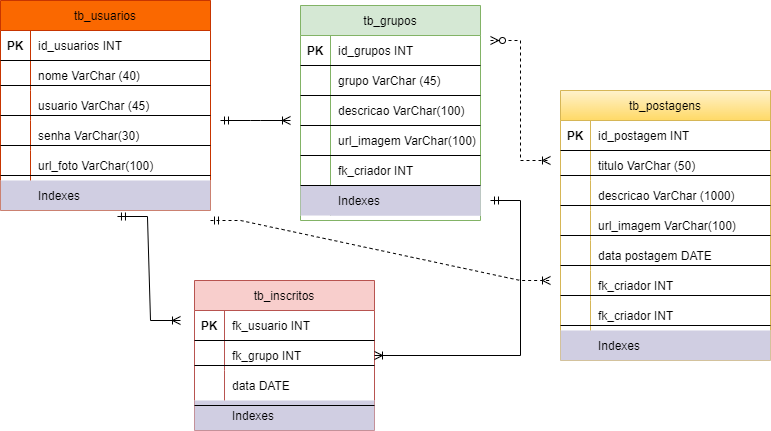 tb_usuarios
PK id_usuarios INT
nome VarChar (40)
usuario VarChar (45)
senha VarChar(30)
url_foto VarChar(100)
Indexes
tb_grupos
PK id_grupos INT
grupo VarChar (45)
descricao VarChar(100)
url_imagem VarChar(100)
fk_criador INT
Indexes
tb_postagens
PK id_postagem INT
titulo VarChar (50)
descricao VarChar (1000)
url_imagem VarChar(100)
data postagem DATE
fk_criador INT
fk_criador INT
Indexes
tb_inscritos
PK fk_usuario INT
fk_grupo INT
data DATE
Indexes